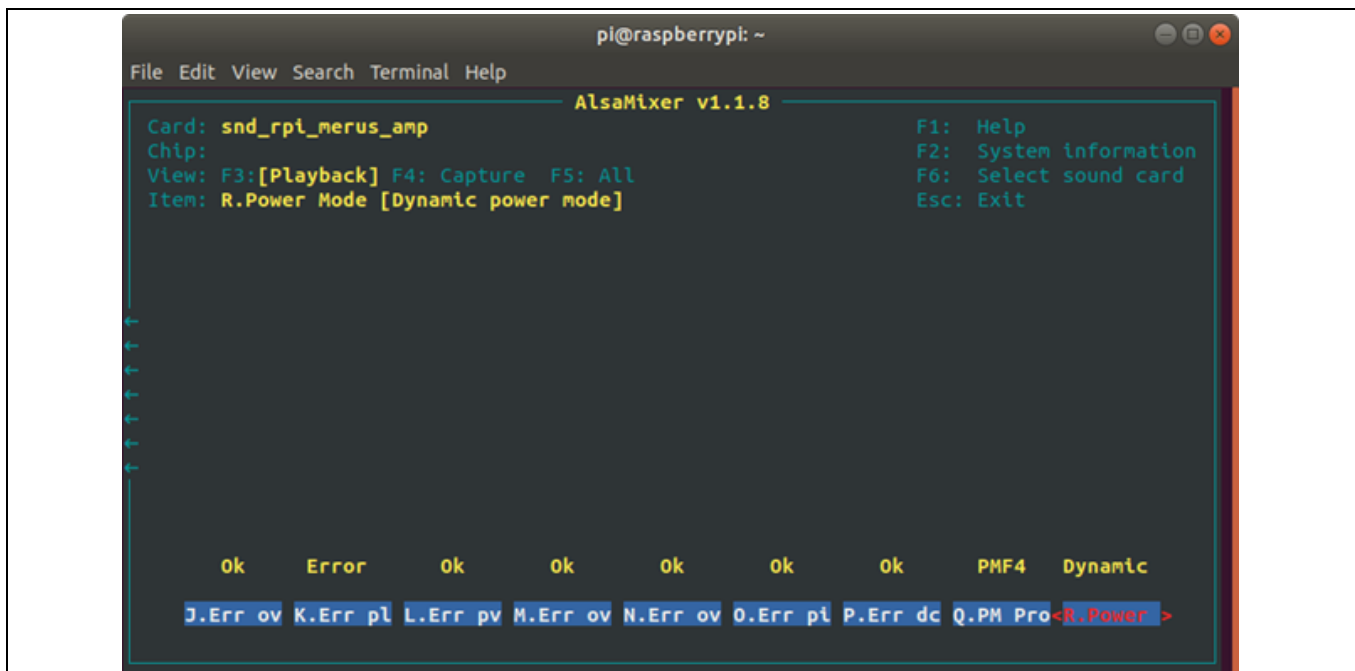 pi@raspberrypi: ~
File Edit View Search Terminal Help
AlsaMixer v1.1.8
Card: snd_rpi_merus_amp F1: Help
Chip: F2: System information
View: F3:[Playback] F4: Capture F5: All F6: Select sound card
Item: R.Power Mode [Dynamic power mode] Esc: Exit
←
←
←
←
←
←
←
Ok Error Ok Ok Ok Ok Ok PMF4 Dynamic
J.Err ov K.Err pl L.Err pv M.Err ov N.Err ov O.Err pi P.Err dc Q.PM Pro<R.Power >